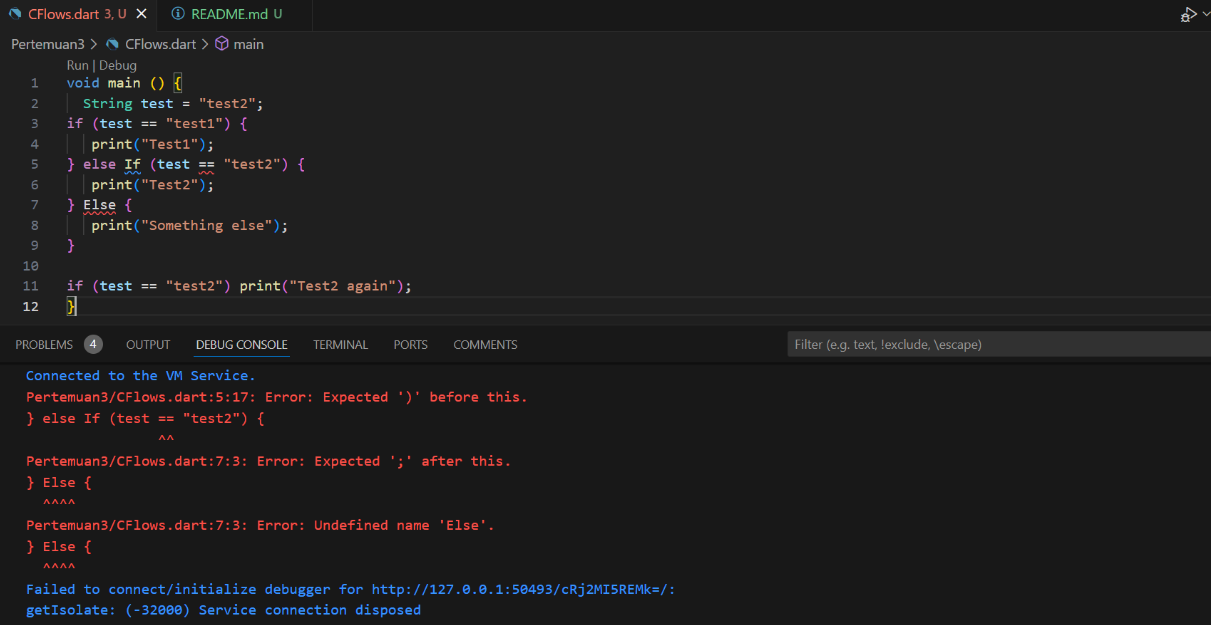 CFlows.dart 3, U README.md U
Pertemuan3 > CFlows.dart > main
Run | Debug
1 void main () {
2 String test = "test2";
3 if (test == "test1") {
4 print("Test1");
5 } else If (test == "test2") {
6 print("Test2");
7 } Else {
8 print("Something else");
9 }
10
11 if (test == "test2") print("Test2 again");
12 }
PROBLEMS 4 OUTPUT DEBUG CONSOLE TERMINAL PORTS COMMENTS Filter (e.g. text, !exclude, \escape)
Connected to the VM Service.
Pertemuan3/CFlows.dart:5:17: Error: Expected ')' before this.
} else If (test == "test2") {
^^
Pertemuan3/CFlows.dart:7:3: Error: Expected ';' after this.
} Else {
^^^^
Pertemuan3/CFlows.dart:7:3: Error: Undefined name 'Else'.
} Else {
^^^^
Failed to connect/initialize debugger for http://127.0.0.1:50493/cRj2MI5REMk=/:
getIsolate: (-32000) Service connection disposed